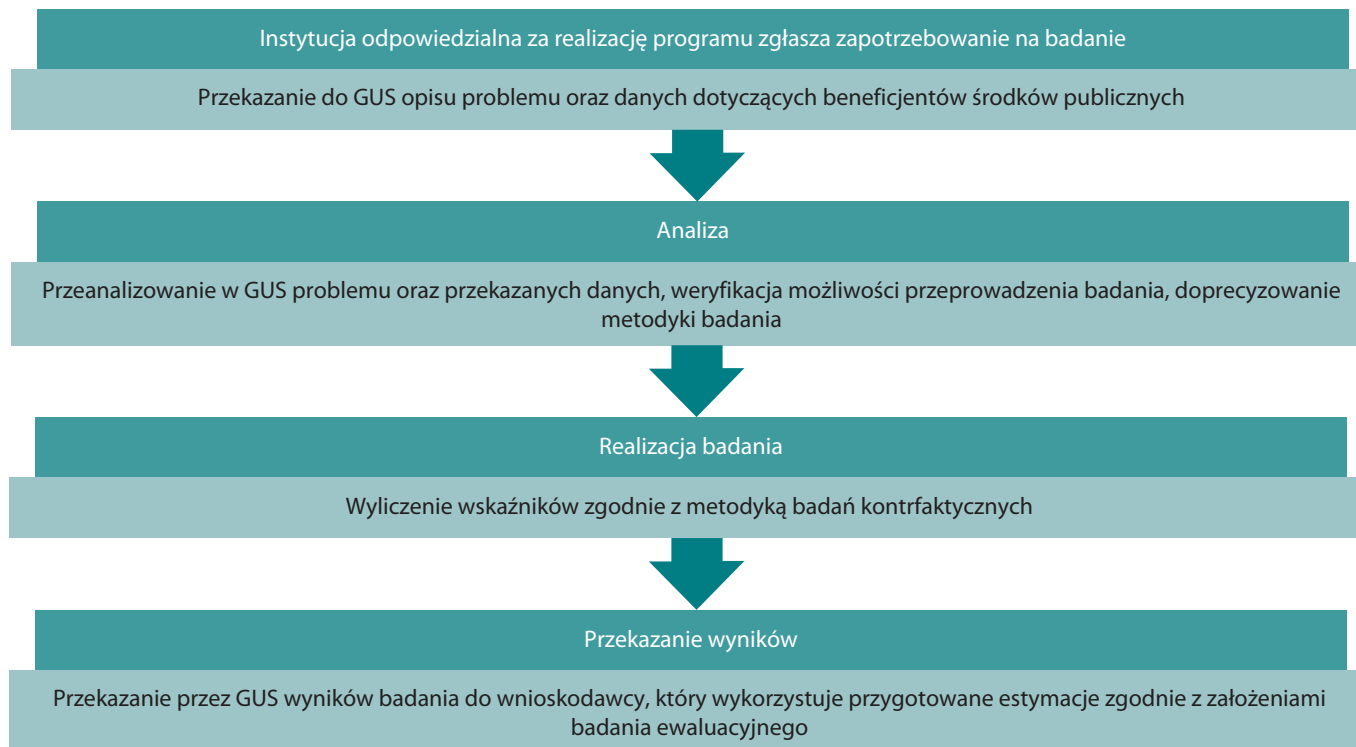 Instytucja odpowiedzialna za realizację programu zgłasza zapotrzebowanie na badanie
Przekazanie do GUS opisu problemu oraz danych dotyczących beneficjentów środków publicznych
Analiza
Przeanalizowanie w GUS problemu oraz przekazanych danych, weryfikacja możliwości przeprowadzenia badania, doprecyzowanie
metodyki badania
Realizacja badania
Wyliczenie wskaźników zgodnie z metodyką badań kontrfaktycznych
Przekazanie wyników
Przekazanie przez GUS wyników badania do wnioskodawcy, który wykorzystuje przygotowane estymacje zgodnie z założeniami
badania ewaluacyjnego